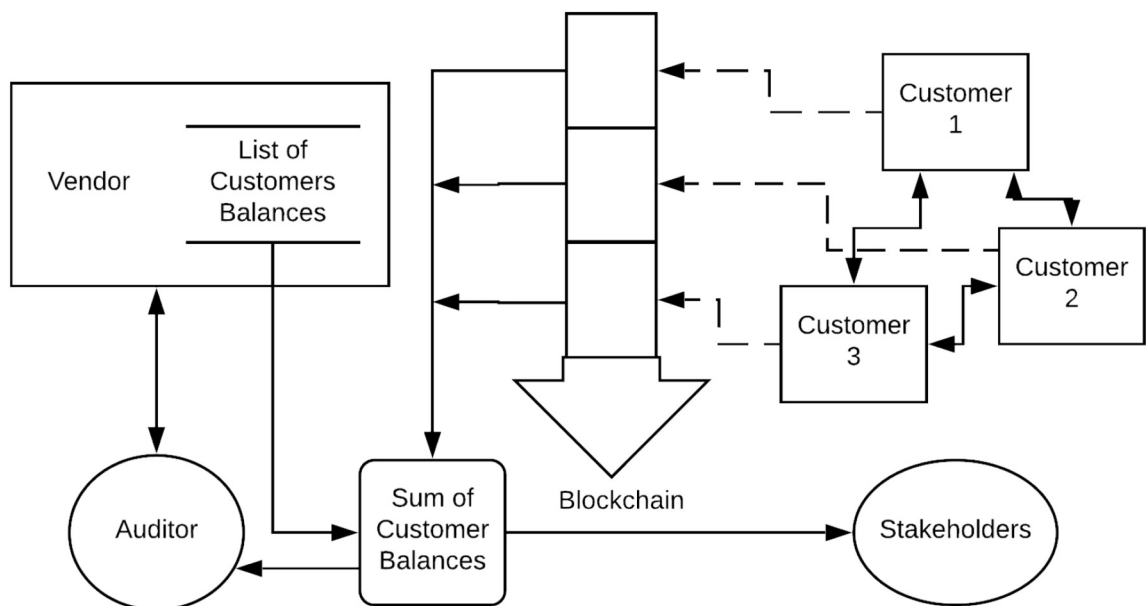 Customer
1
List of
Customers
Balances
Vendor
Customer
2
Customer
3
Blockchain
Sum of
Customer
Balances
Auditor
Stakeholders